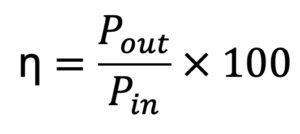 η = P_out / P_in × 100